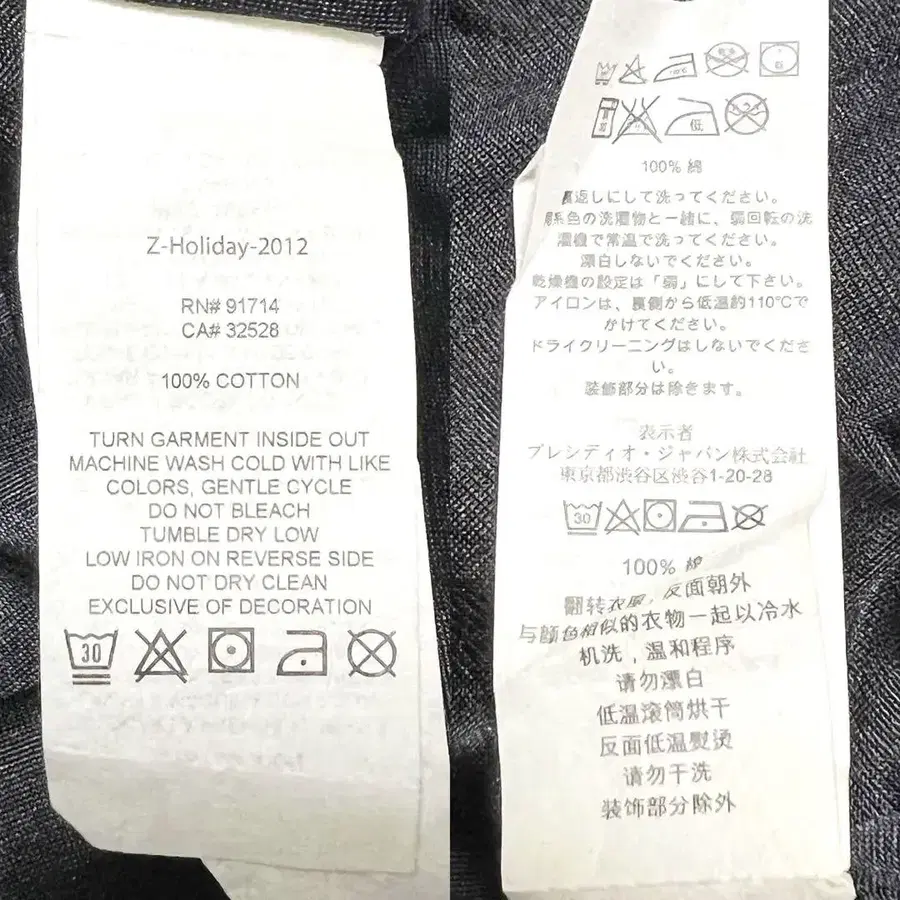 Z-Holiday-2012
RN# 91714
CA# 32528
100% COTTON
TURN GARMENT INSIDE OUT
MACHINE WASH COLD WITH LIKE
COLORS, GENTLE CYCLE
DO NOT BLEACH
TUMBLE DRY LOW
LOW IRON ON REVERSE SIDE
DO NOT DRY CLEAN
EXCLUSIVE OF DECORATION
30
低
100% 綿
裏返しにして洗ってください。
系色の洗濯物と一緒に、弱回転の洗
濯機で常温で洗ってください。
漂白しないでください。
乾燥機の設定は「弱」にして下さい。
アイロンは、裏側から低温約110℃で
かけてください。
ドライクリーニングはしないでくださ
い。
装飾部分は除きます。
表示者
プレシディオ・ジャパン株式会社
東京都渋谷区渋谷1-20-28
30
100% 棉
翻转衣服，反面朝外
与颜色相似的衣物一起以冷水
机洗，温和程序
请勿漂白
低温滚筒烘干
反面低温熨烫
请勿干洗
装饰部分除外